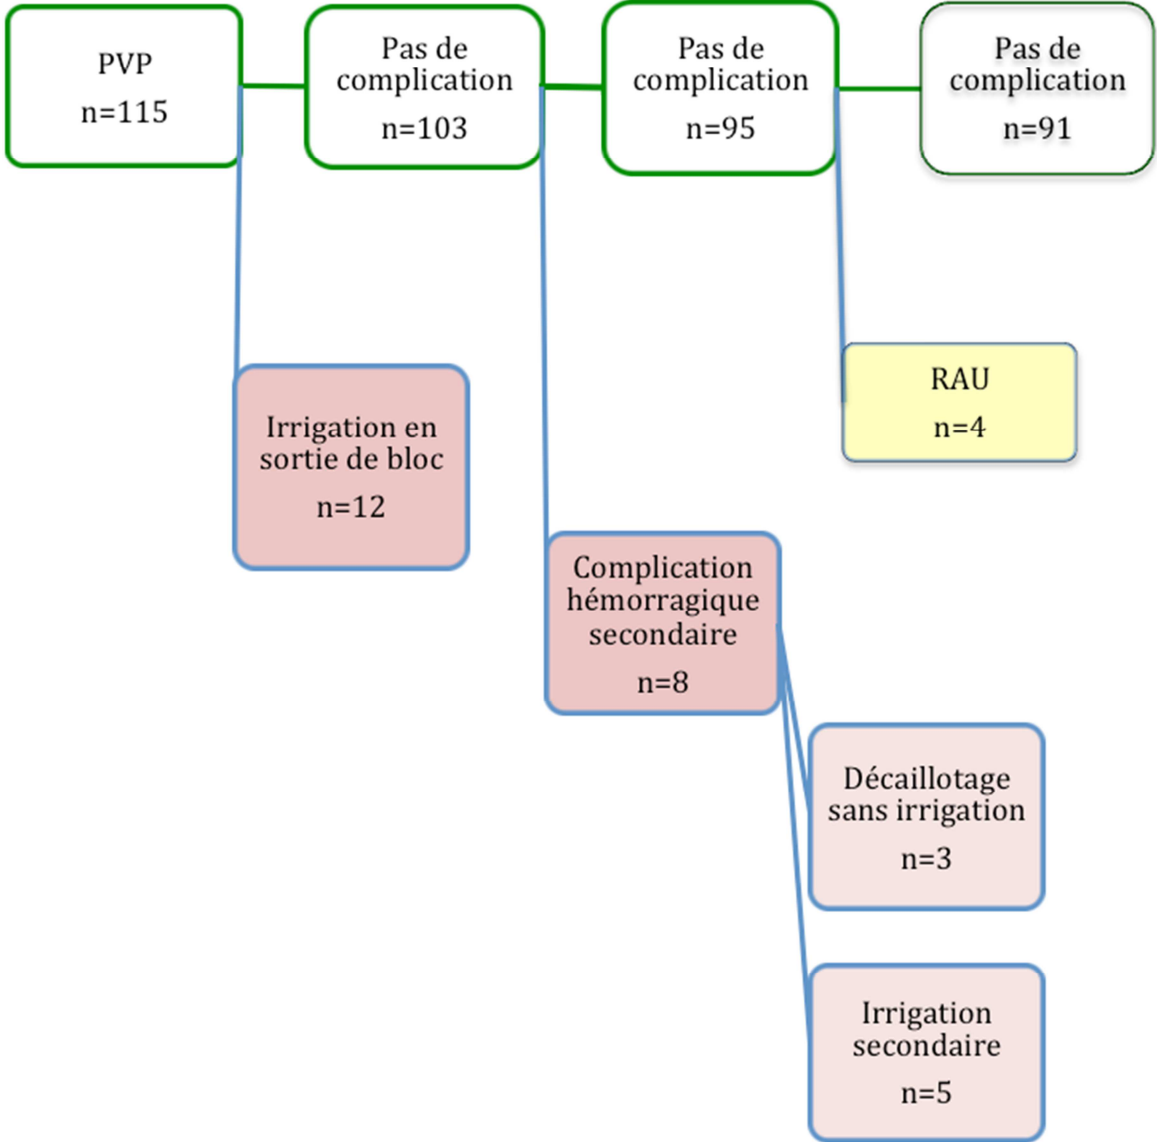 PVP
n=115
Pas de
complication
n=103
Pas de
complication
n=95
Pas de
complication
n=91
RAU
n=4
Irrigation en
sortie de bloc
n=12
Complication
hémorragique
secondaire
n=8
Décaillotage
sans irrigation
n=3
Irrigation
secondaire
n=5